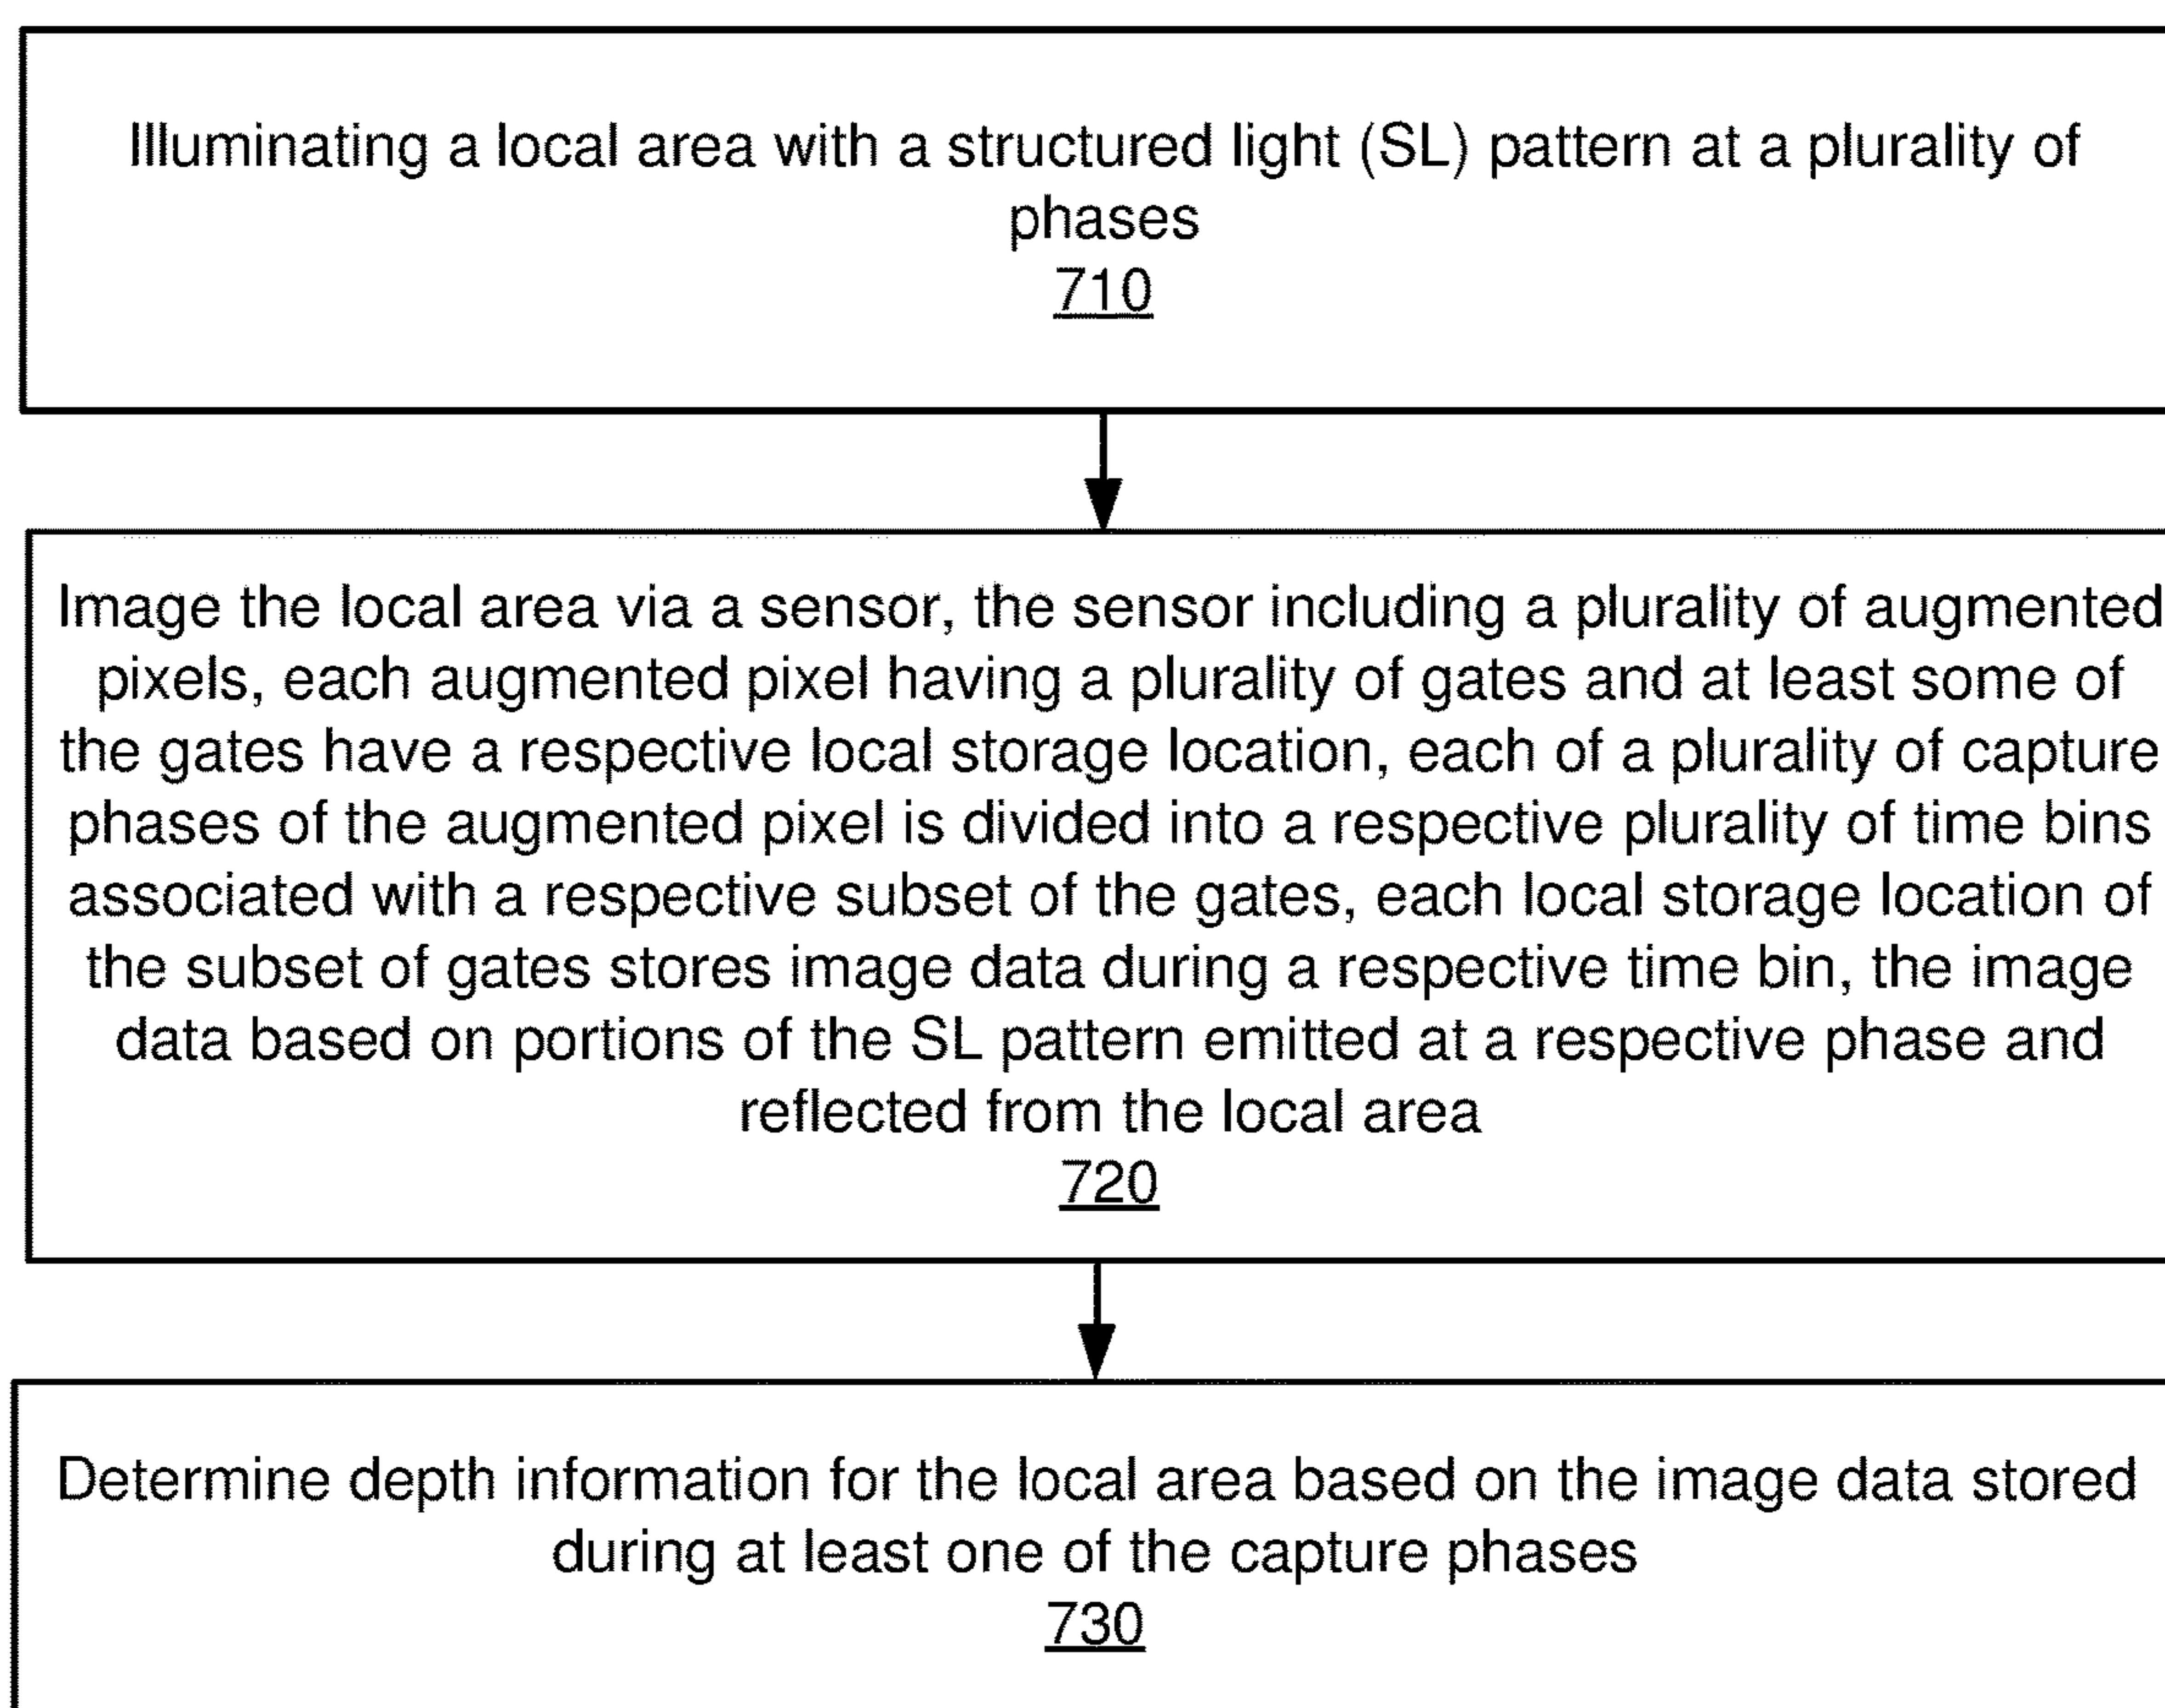 Illuminating a local area with a structured light (SL) pattern at a plurality of
phases
710
Image the local area via a sensor, the sensor including a plurality of augmented
pixels, each augmented pixel having a plurality of gates and at least some of
the gates have a respective local storage location, each of a plurality of capture
phases of the augmented pixel is divided into a respective plurality of time bins
associated with a respective subset of the gates, each local storage location of
the subset of gates stores image data during a respective time bin, the image
data based on portions of the SL pattern emitted at a respective phase and
reflected from the local area
720
Determine depth information for the local area based on the image data stored
during at least one of the capture phases
730